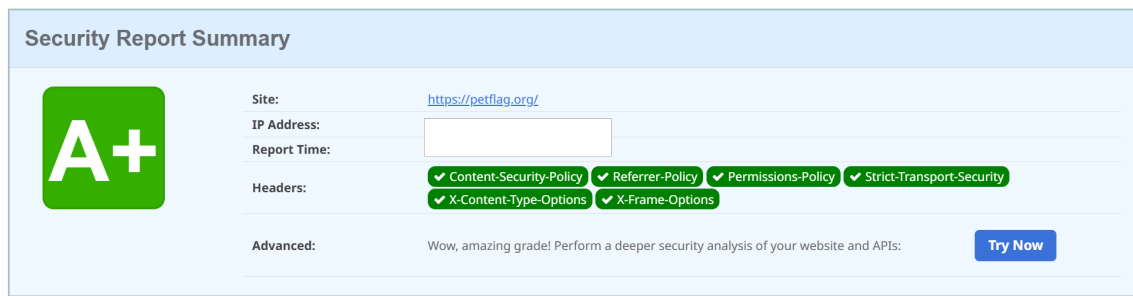 Security Report Summary
A+
Site: https://petflag.org/
IP Address:
Report Time:
Headers: ✔ Content-Security-Policy ✔ Referrer-Policy ✔ Permissions-Policy ✔ Strict-Transport-Security
✔ X-Content-Type-Options ✔ X-Frame-Options
Advanced: Wow, amazing grade! Perform a deeper security analysis of your website and APIs: Try Now